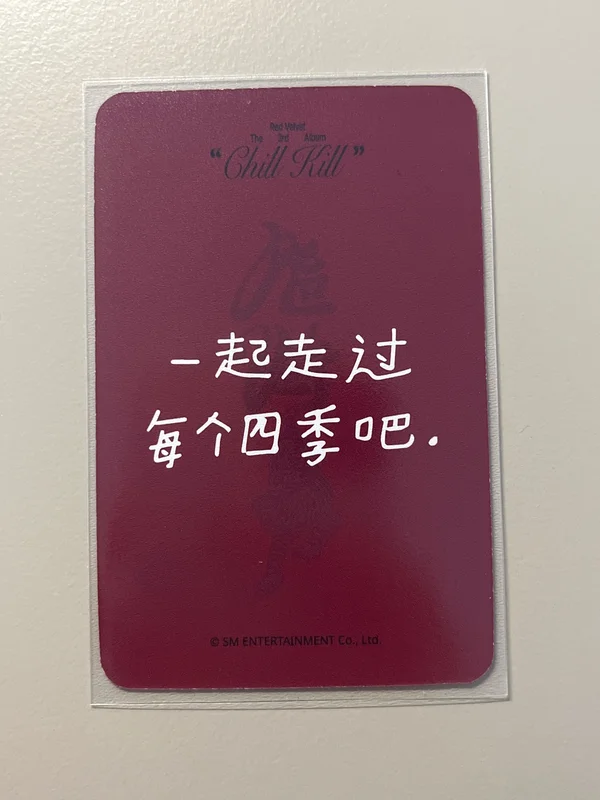 Red Velvet
The 3rd Album
“Chill Kill”
一起走过
每个四季吧.
© SM ENTERTAINMENT Co., Ltd.